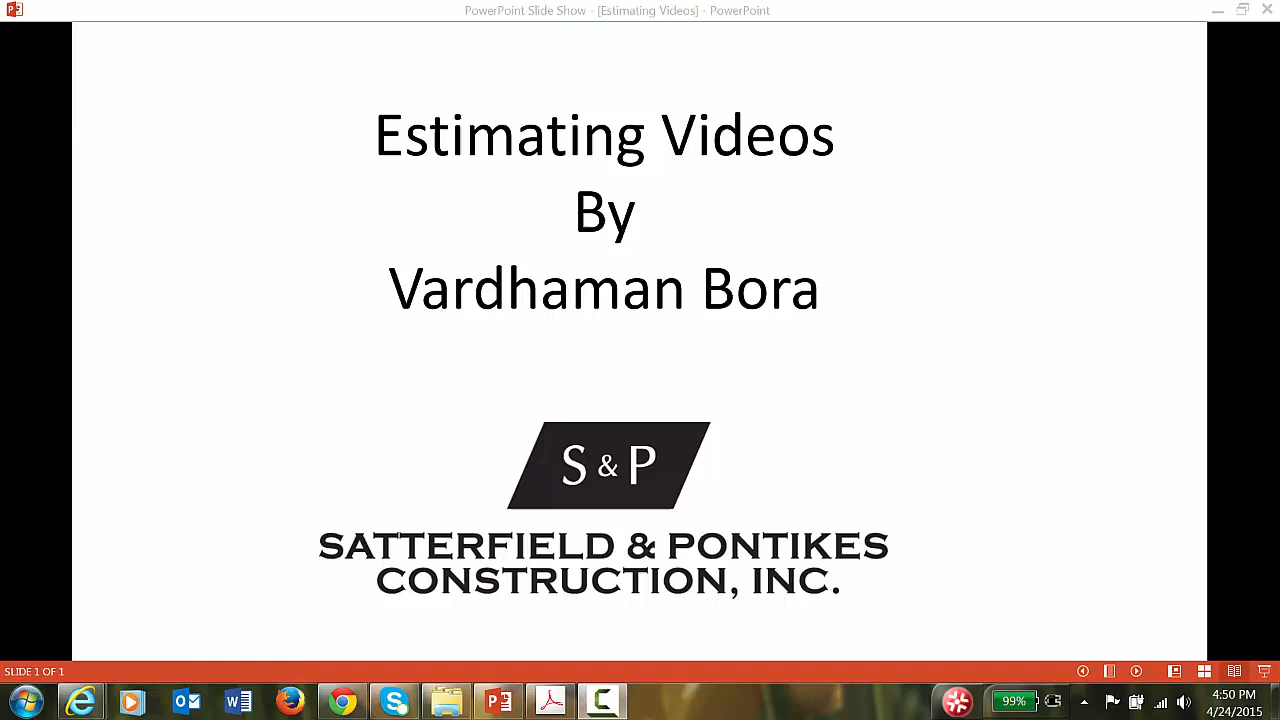 PowerPoint Slide Show - [Estimating Videos] - PowerPoint
Estimating Videos
By
Vardhaman Bora
S & P
SATTERFIELD & PONTIKES
CONSTRUCTION, INC.
SLIDE 1 OF 1
99%
4:50 PM
4/24/2015